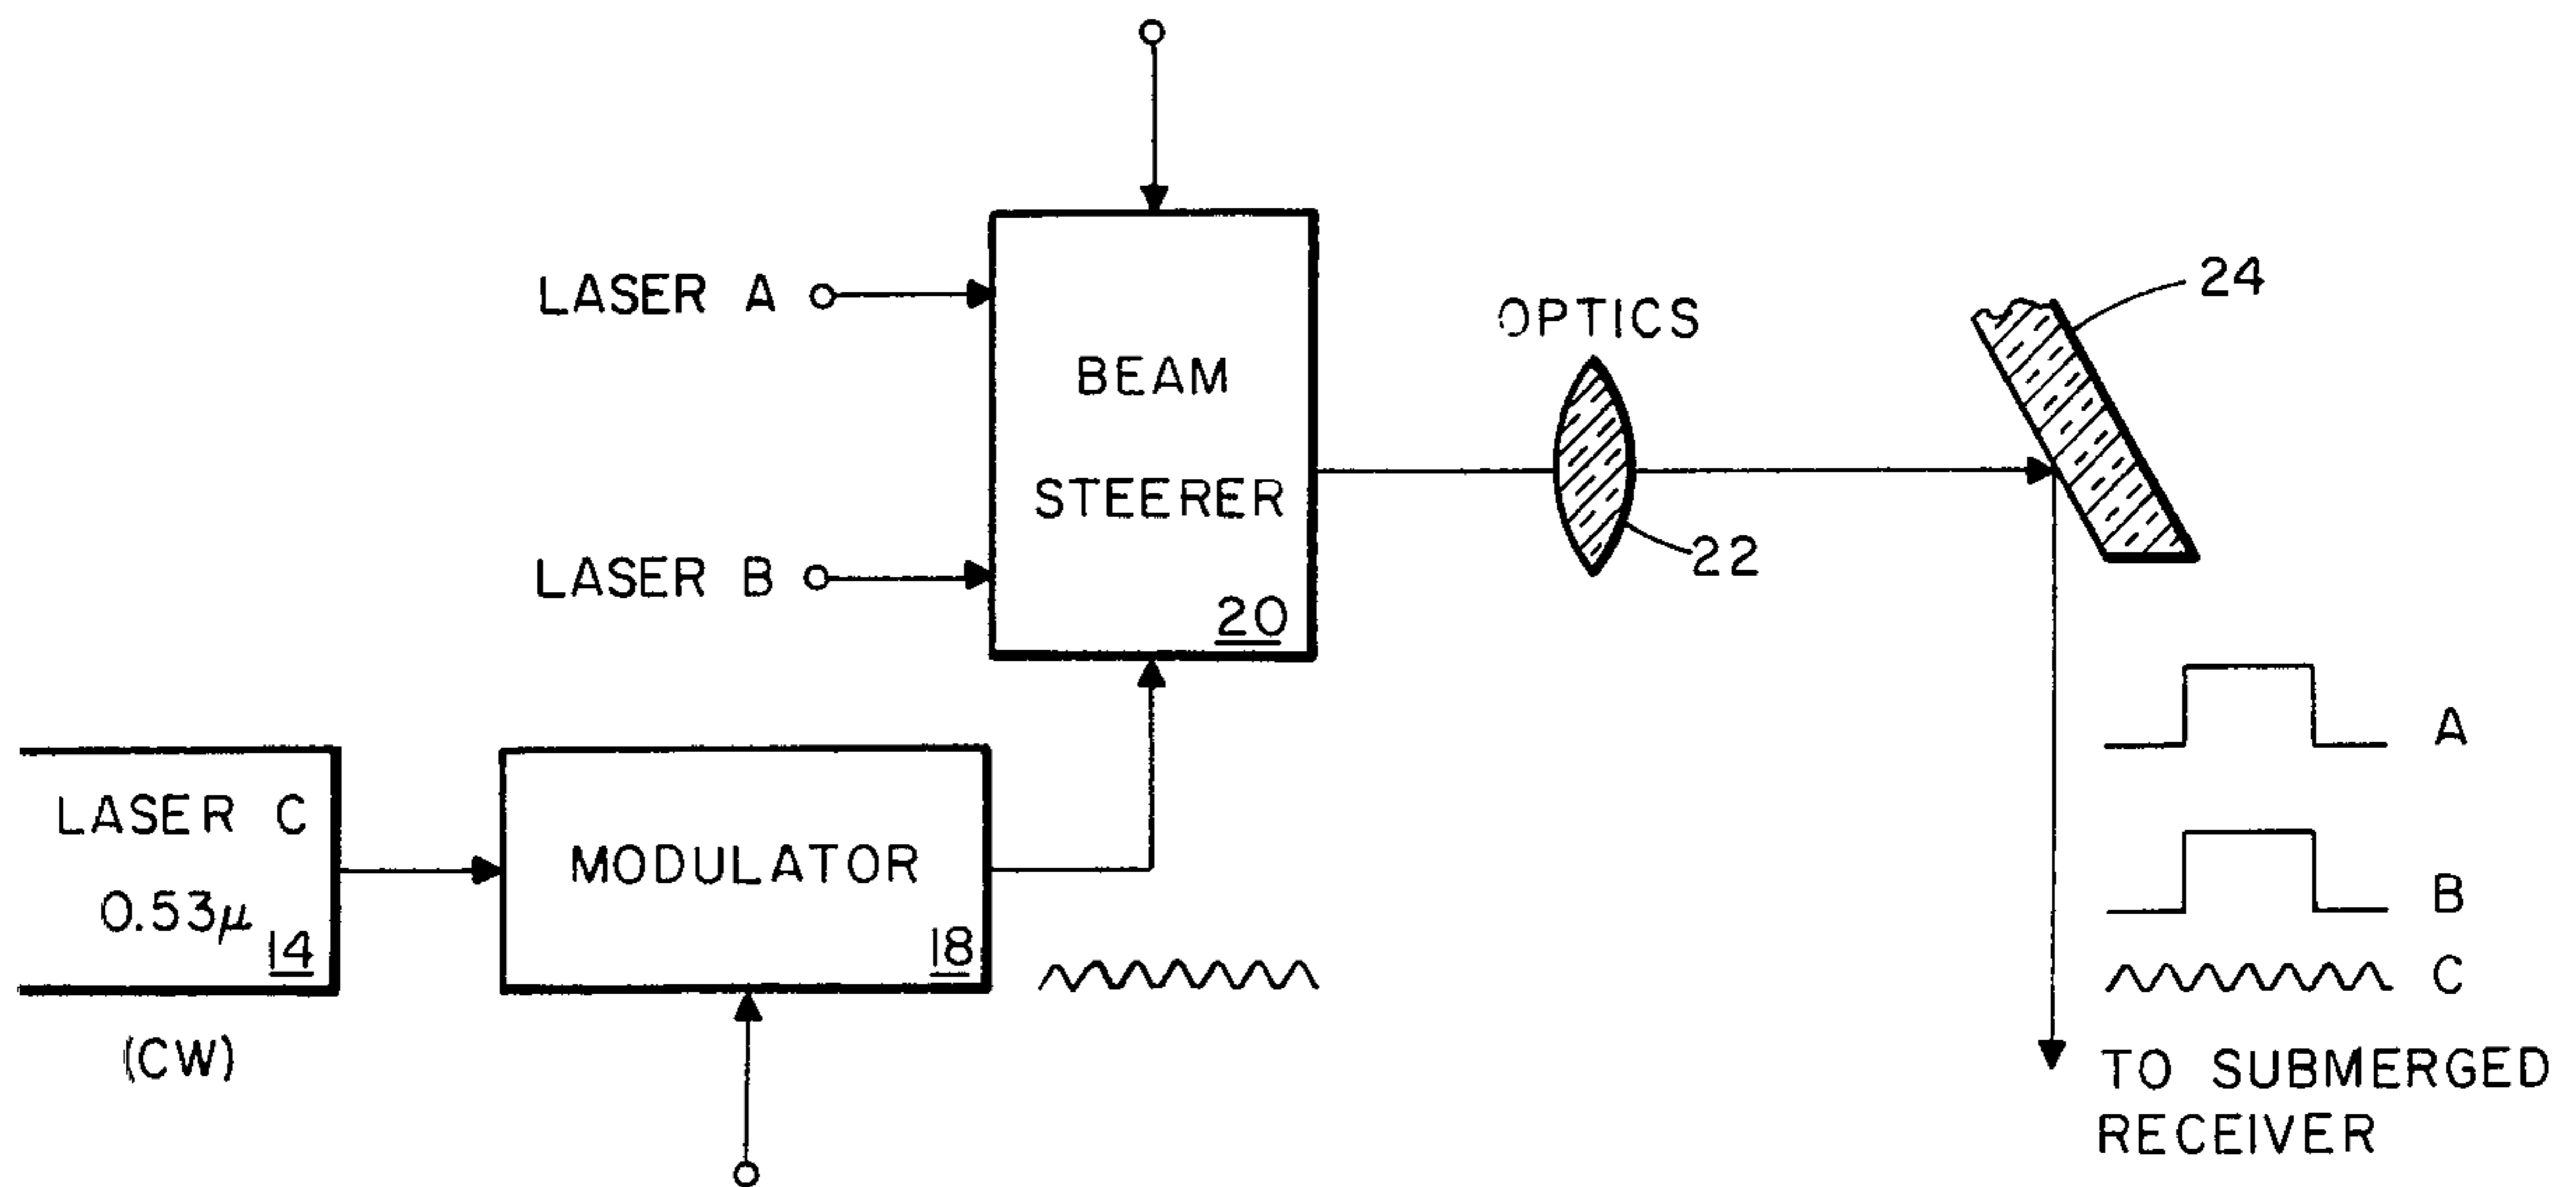 LASER A
BEAM
STEERER
20
LASER B
OPTICS
22
24
LASER C
0.53μ
14
(CW)
MODULATOR
18
A
B
C
TO SUBMERGED
RECEIVER